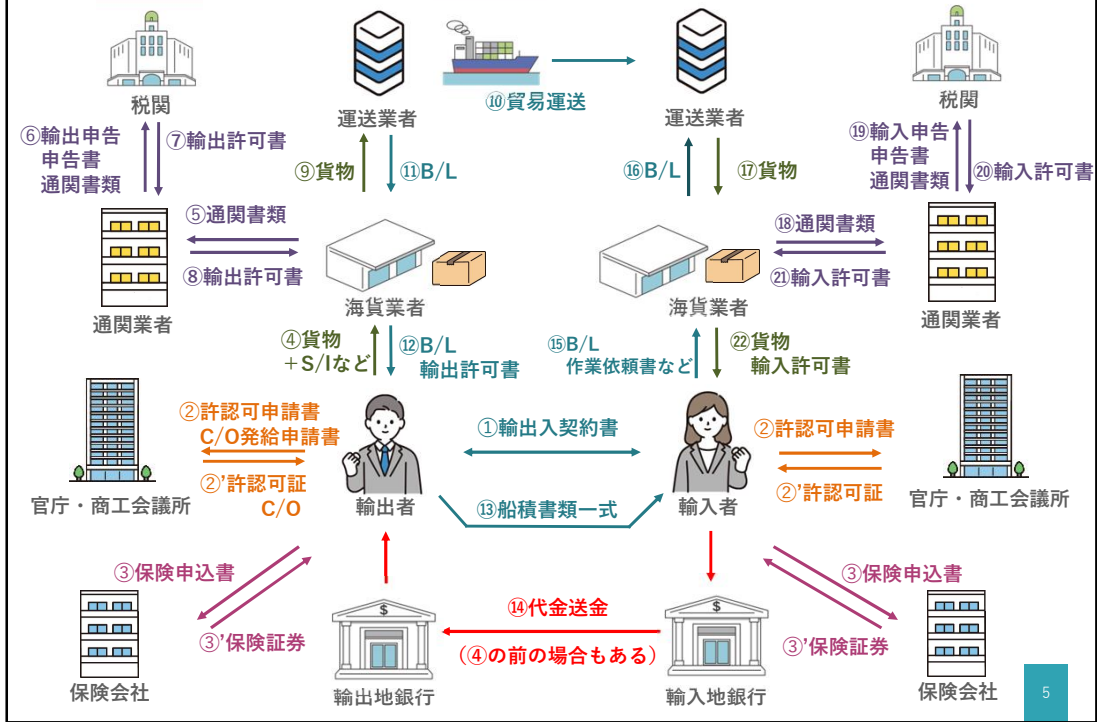 税関
運送業者
⑩貿易運送
運送業者
税関
⑥輸出申告
申告書
通関書類
⑦輸出許可書
⑨貨物
⑪B/L
⑯B/L
⑰貨物
⑲輸入申告
申告書
通関書類
⑳輸入許可書
⑤通関書類
⑧輸出許可書
⑱通関書類
㉑輸入許可書
通関業者
海貨業者
海貨業者
通関業者
④貨物
+S/Iなど
⑫B/L
輸出許可書
⑮B/L
作業依頼書など
㉒貨物
輸入許可書
②許認可申請書
C/O発給申請書
②'許認可証
C/O
①輸出入契約書
②許認可申請書
②'許認可証
官庁・商工会議所
輸出者
⑬船積書類一式
輸入者
官庁・商工会議所
③保険申込書
③'保険証券
⑭代金送金
(④の前の場合もある)
③保険申込書
③'保険証券
$
$
保険会社
輸出地銀行
輸入地銀行
保険会社
5